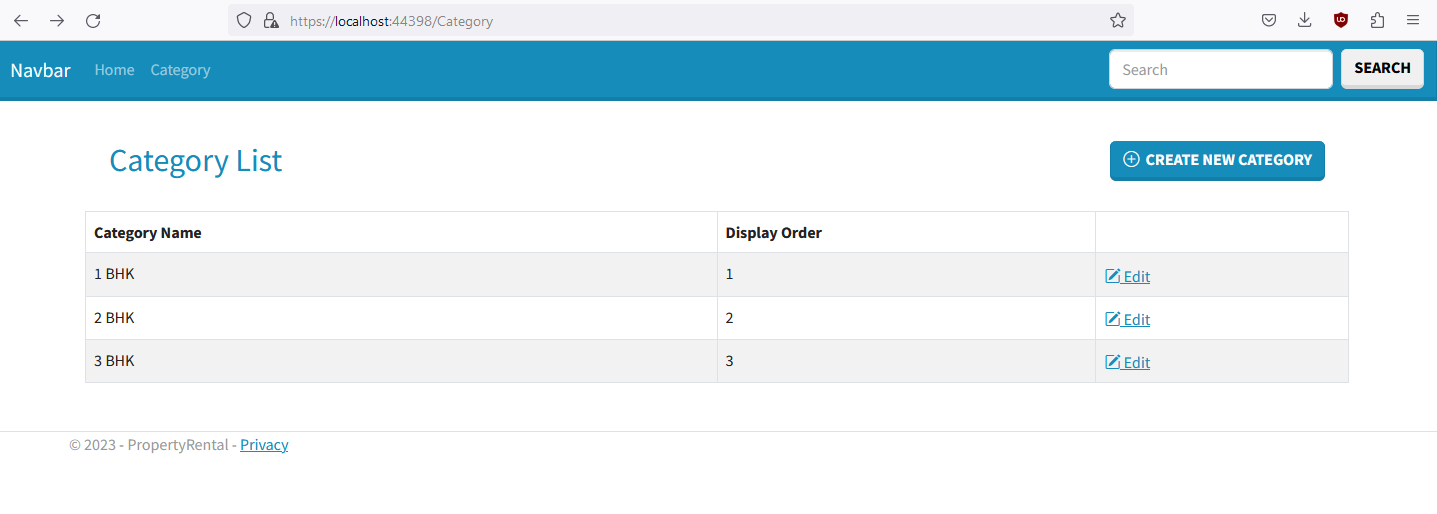 https://localhost:44398/Category
Navbar Home Category Search SEARCH
Category List CREATE NEW CATEGORY
Category Name Display Order
1 BHK 1 Edit
2 BHK 2 Edit
3 BHK 3 Edit
© 2023 - PropertyRental - Privacy